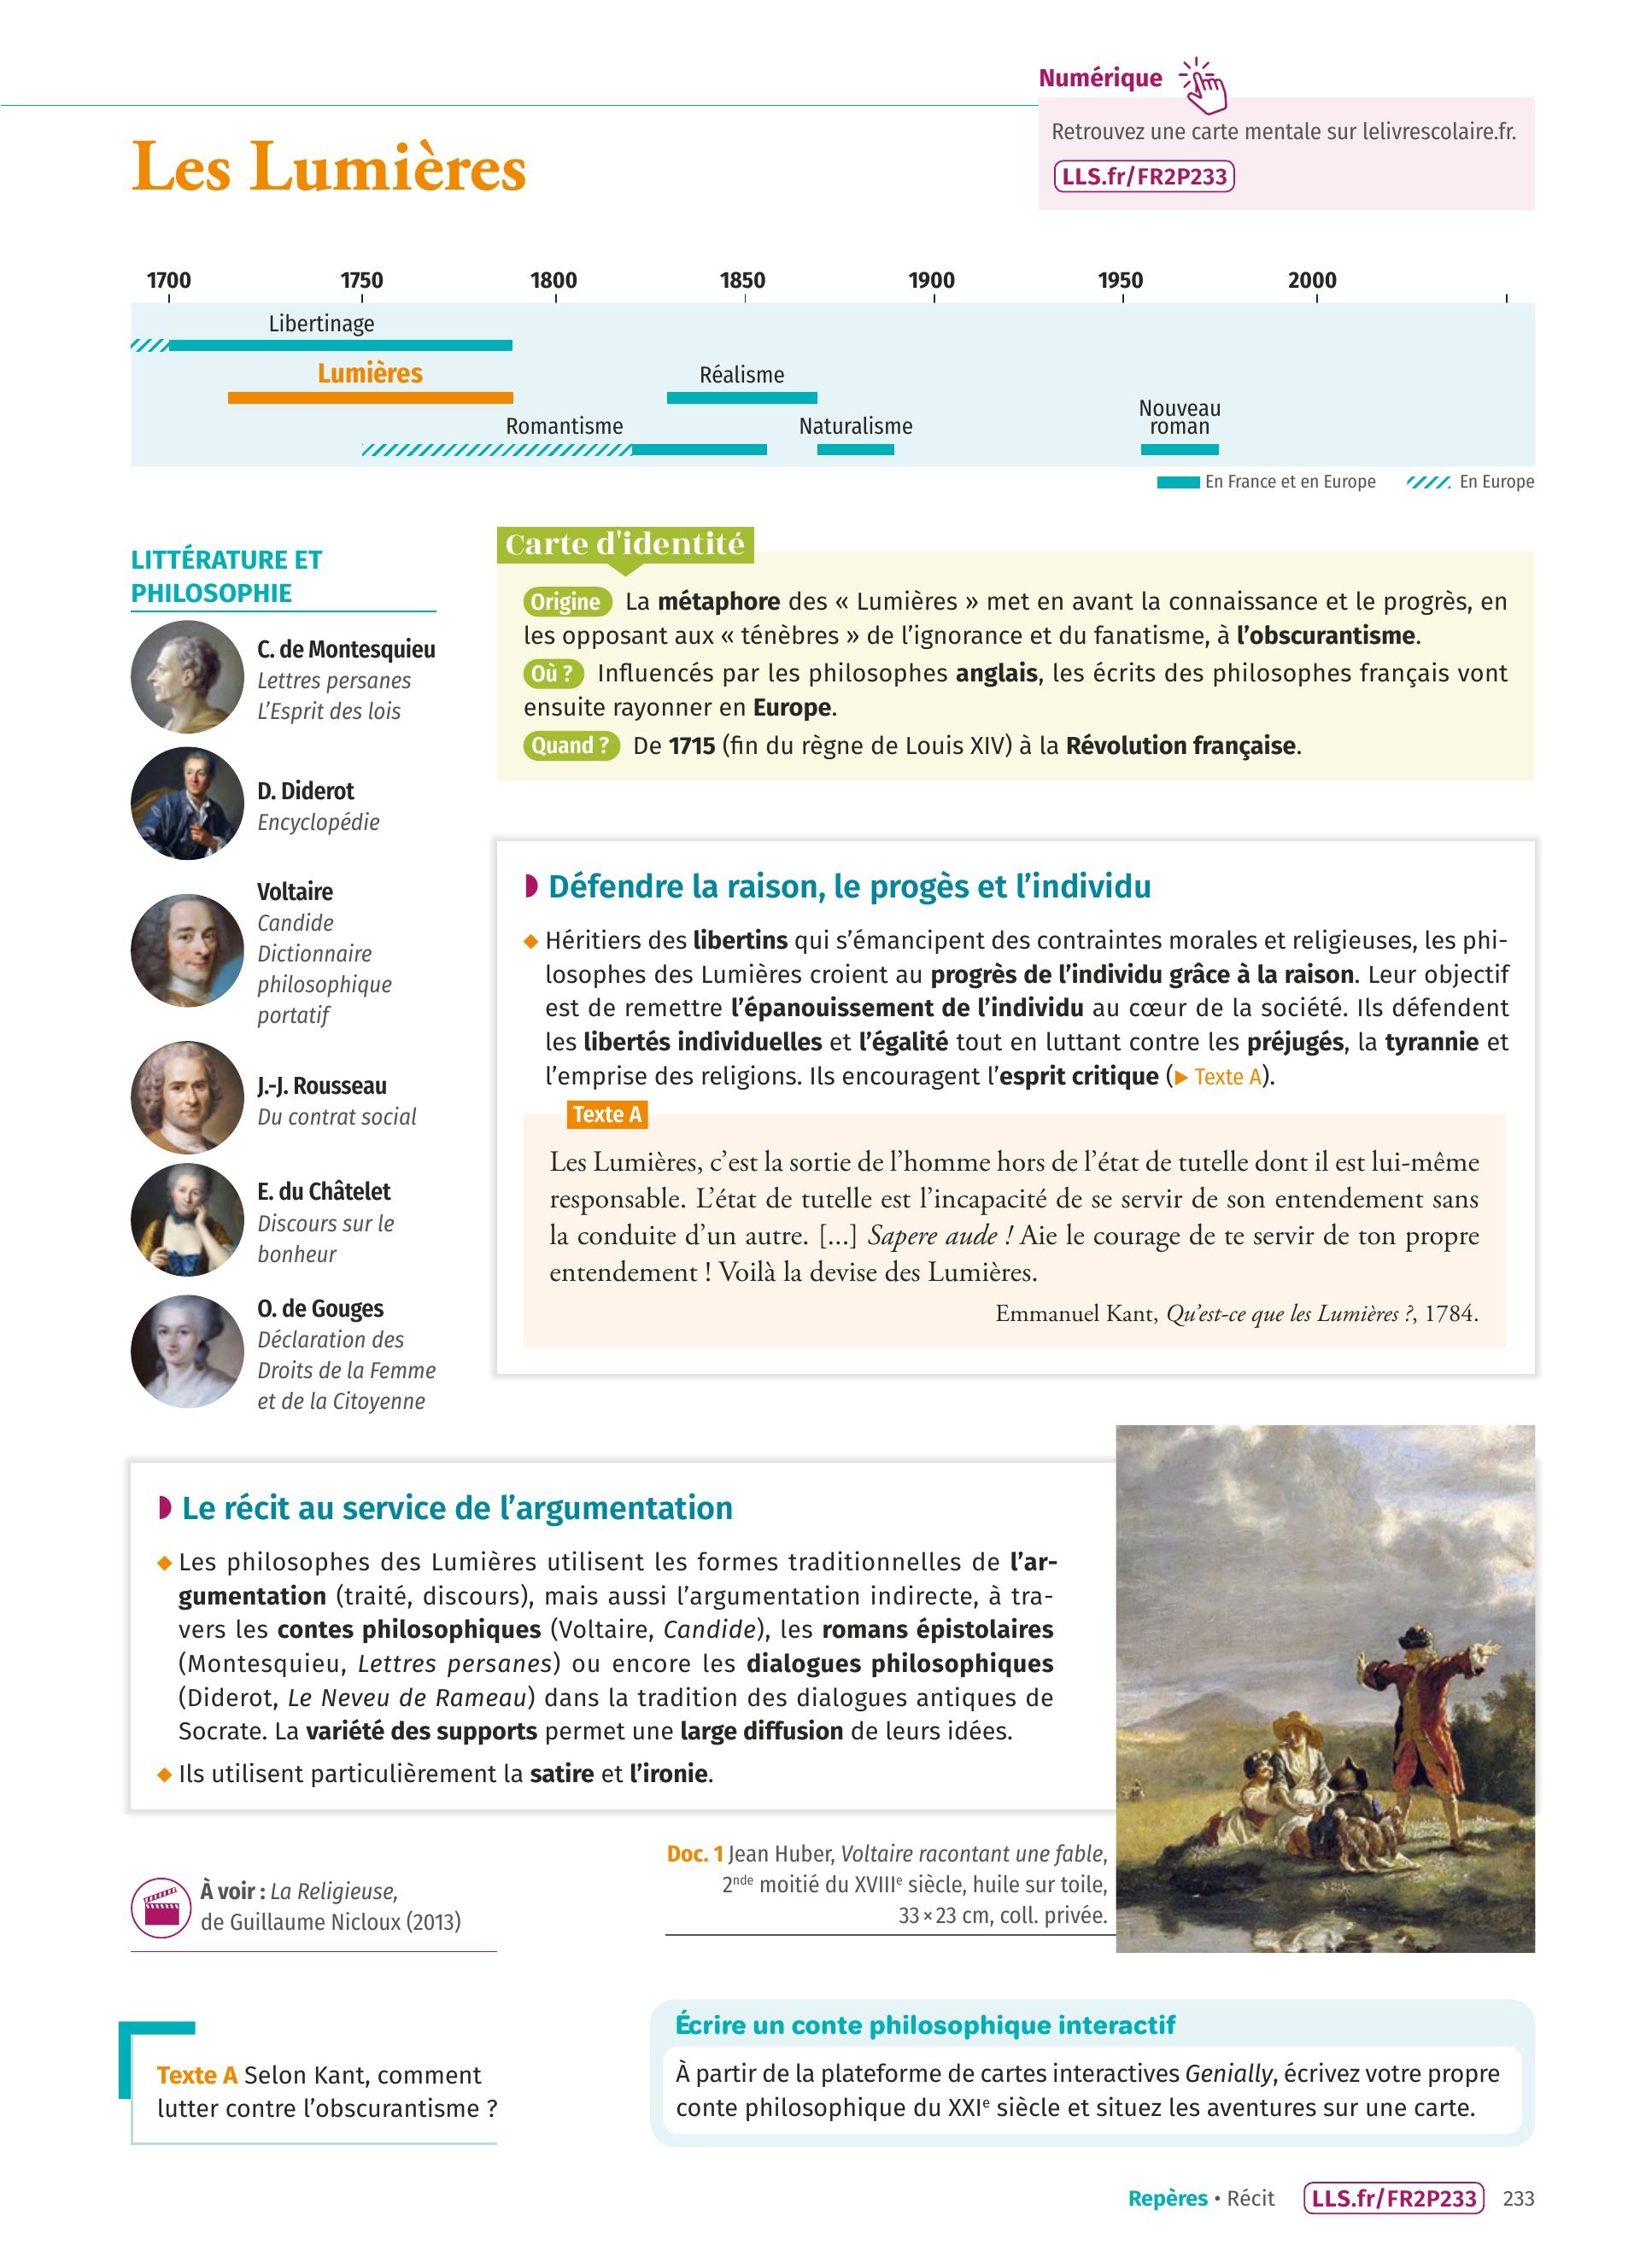 Numérique
Retrouvez une carte mentale sur lelivrescolaire.fr.
LLS.fr/FR2P233
Les Lumières
1700 1750 1800 1850 1900 1950 2000
Libertinage
Lumières
Réalisme
Romantisme
Naturalisme
Nouveau
roman
En France et en Europe
En Europe
LITTÉRATURE ET
PHILOSOPHIE
C. de Montesquieu
Lettres persanes
L'Esprit des lois
D. Diderot
Encyclopédie
Voltaire
Candide
Dictionnaire
philosophique
portatif
J.-J. Rousseau
Du contrat social
E. du Châtelet
Discours sur le
bonheur
O. de Gouges
Déclaration des
Droits de la Femme
et de la Citoyenne
Carte d'identité
Origine La métaphore des « Lumières » met en avant la connaissance et le progrès, en
les opposant aux « ténèbres » de l'ignorance et du fanatisme, à l'obscurantisme.
Où ? Influencés par les philosophes anglais, les écrits des philosophes français vont
ensuite rayonner en Europe.
Quand ? De 1715 (fin du règne de Louis XIV) à la Révolution française.
Défendre la raison, le progès et l'individu
Héritiers des libertins qui s'émancipent des contraintes morales et religieuses, les phi-
losophes des Lumières croient au progrès de l'individu grâce à la raison. Leur objectif
est de remettre l'épanouissement de l'individu au cœur de la société. Ils défendent
les libertés individuelles et l'égalité tout en luttant contre les préjugés, la tyrannie et
l'emprise des religions. Ils encouragent l'esprit critique (▶ Texte A).
Texte A
Les Lumières, c'est la sortie de l'homme hors de l'état de tutelle dont il est lui-même
responsable. L'état de tutelle est l'incapacité de se servir de son entendement sans
la conduite d'un autre. [...] Sapere aude ! Aie le courage de te servir de ton propre
entendement ! Voilà la devise des Lumières.
Emmanuel Kant, Qu'est-ce que les Lumières ?, 1784.
Le récit au service de l'argumentation
Les philosophes des Lumières utilisent les formes traditionnelles de l'ar-
gumentation (traité, discours), mais aussi l'argumentation indirecte, à tra-
vers les contes philosophiques (Voltaire, Candide), les romans épistolaires
(Montesquieu, Lettres persanes) ou encore les dialogues philosophiques
(Diderot, Le Neveu de Rameau) dans la tradition des dialogues antiques de
Socrate. La variété des supports permet une large diffusion de leurs idées.
Ils utilisent particulièrement la satire et l'ironie.
Doc. 1 Jean Huber, Voltaire racontant une fable,
2nde moitié du XVIIIe siècle, huile sur toile,
33 × 23 cm, coll. privée.
À voir : La Religieuse,
de Guillaume Nicloux (2013)
Texte A Selon Kant, comment
lutter contre l'obscurantisme ?
Écrire un conte philosophique interactif
À partir de la plateforme de cartes interactives Genially, écrivez votre propre
conte philosophique du XXIe siècle et situez les aventures sur une carte.
Repères • Récit LLS.fr/FR2P233 233